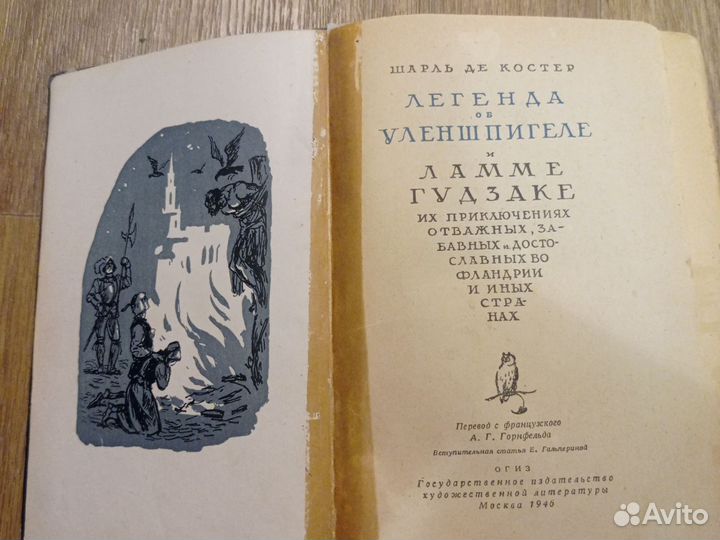 ШАРЛЬ ДЕ КОСТЕР
ЛЕГЕНДА
ОБ
УЛЕНШПИГЕЛЕ
И
ЛАММЕ
ГУДЗАКЕ
ИХ ПРИКЛЮЧЕНИЯХ
ОТВАЖНЫХ, ЗА-
БАВНЫХ и ДОСТО-
СЛАВНЫХ ВО
ФЛАНДРИИ
И ИНЫХ
СТРА-
НАХ
Перевод с французского
А. Г. Горнфельда
Вступительная статья Е. Гальпериной
ОГИЗ
Государственное издательство
художественной литературы
Москва 1946
Avito